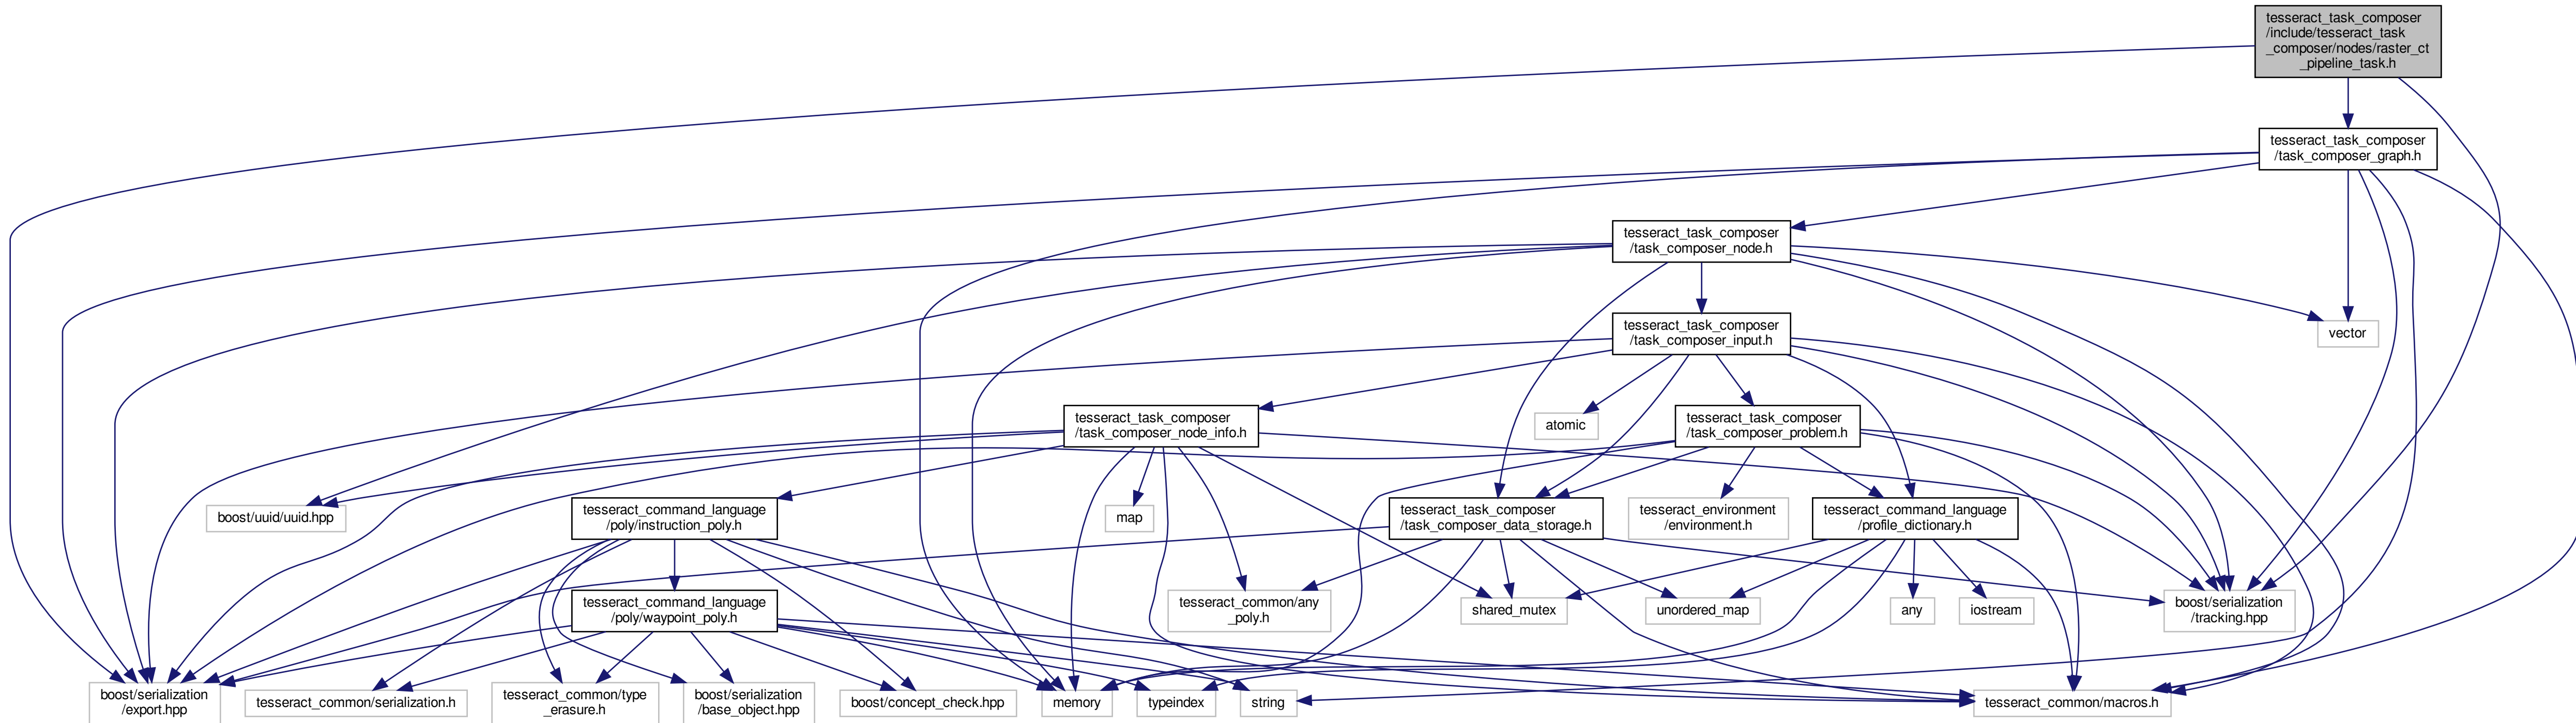 tesseract_task_composer
/include/tesseract_task
_composer/nodes/raster_ct
_pipeline_task.h
tesseract_task_composer
/task_composer_graph.h
tesseract_task_composer
/task_composer_node.h
tesseract_task_composer
/task_composer_input.h
vector
tesseract_task_composer
/task_composer_node_info.h
atomic
tesseract_task_composer
/task_composer_problem.h
boost/uuid/uuid.hpp
tesseract_command_language
/poly/instruction_poly.h
map
tesseract_task_composer
/task_composer_data_storage.h
tesseract_environment
/environment.h
tesseract_command_language
/profile_dictionary.h
tesseract_command_language
/poly/waypoint_poly.h
tesseract_common/any
_poly.h
shared_mutex
unordered_map
any
iostream
boost/serialization
/tracking.hpp
boost/serialization
/export.hpp
tesseract_common/serialization.h
tesseract_common/type
_erasure.h
boost/serialization
/base_object.hpp
boost/concept_check.hpp
memory
typeindex
string
tesseract_common/macros.h